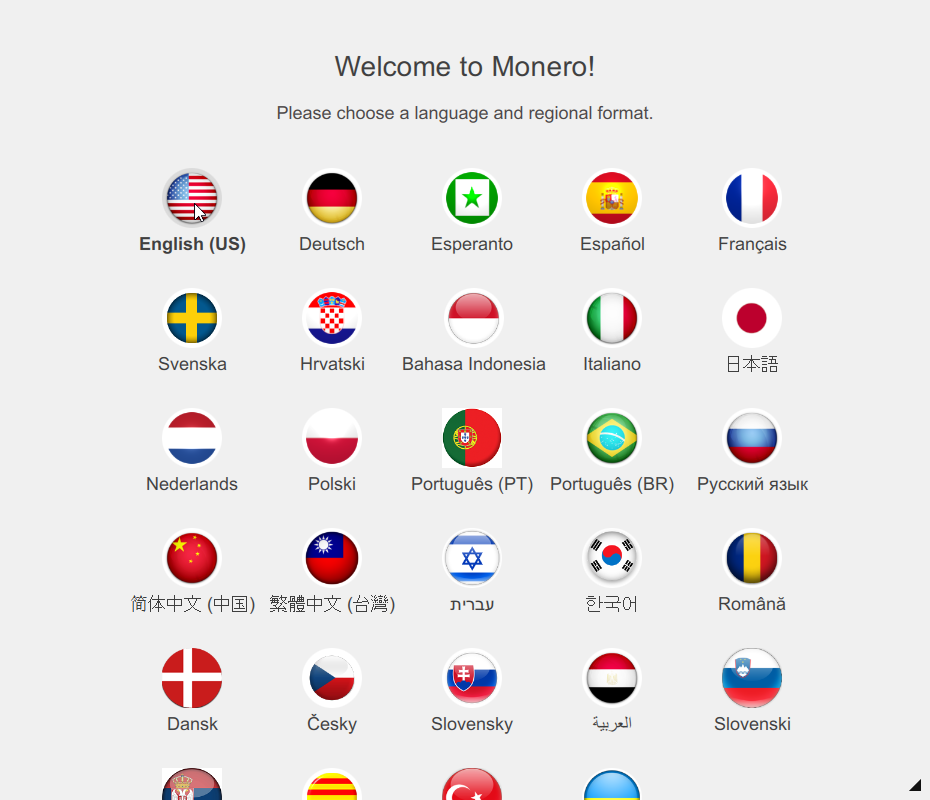 Welcome to Monero!
Please choose a language and regional format.
English (US)
Deutsch
Esperanto
Español
Français
Svenska
Hrvatski
Bahasa Indonesia
Italiano
日本語
Nederlands
Polski
Português (PT)
Português (BR)
Русский язык
简体中文 (中国)
繁體中文 (台灣)
עברית
한국어
Română
Dansk
Česky
Slovensky
العربية
Slovenski